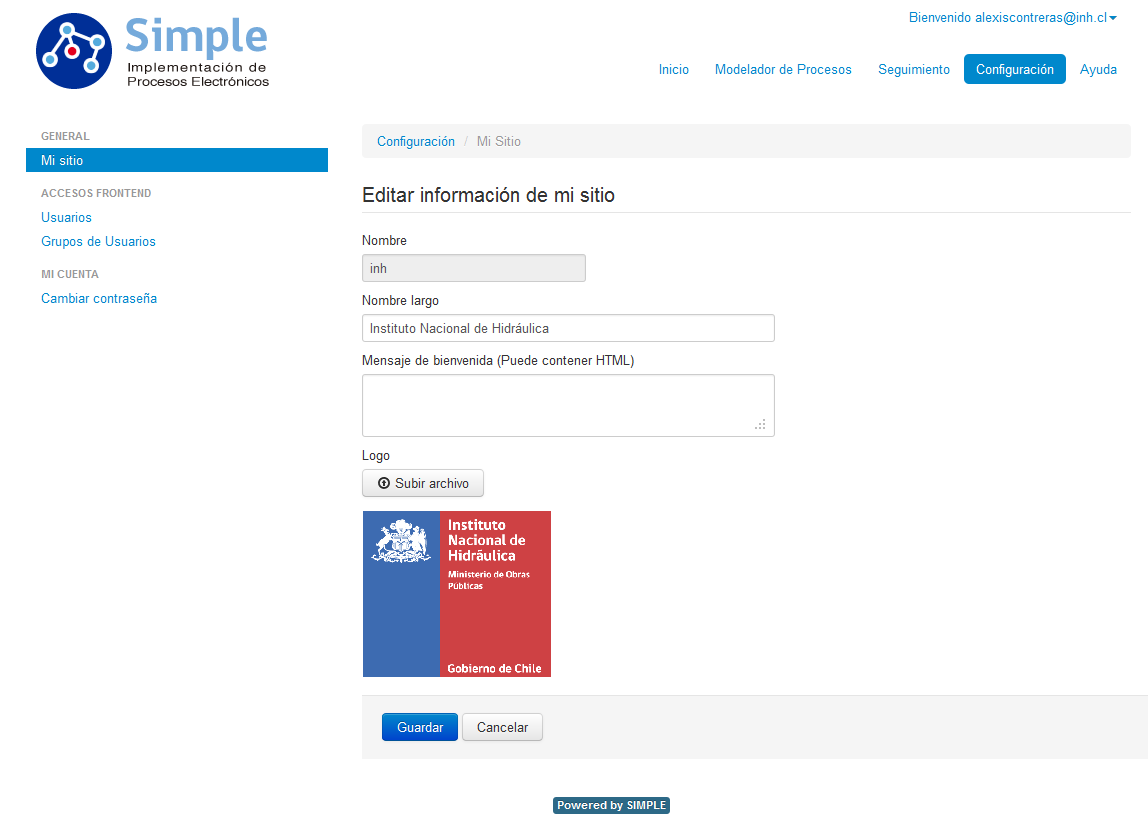 Simple
Implementación de
Procesos Electrónicos
Bienvenido alexiscontreras@inh.cl
Inicio Modelador de Procesos Seguimiento Configuración Ayuda
GENERAL
Mi sitio
ACCESOS FRONTEND
Usuarios
Grupos de Usuarios
MI CUENTA
Cambiar contraseña
Configuración / Mi Sitio
Editar información de mi sitio
Nombre
inh
Nombre largo
Instituto Nacional de Hidráulica
Mensaje de bienvenida (Puede contener HTML)
Logo
Subir archivo
Instituto
Nacional de
Hidráulica
Ministerio de Obras
Públicas
Gobierno de Chile
Guardar Cancelar
Powered by SIMPLE